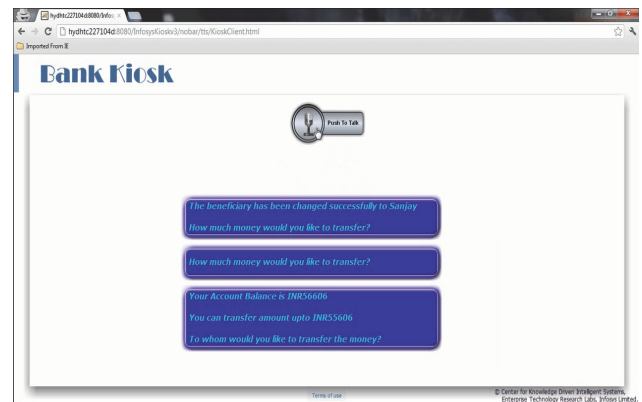 hydhtc227104d:8080/Infosy
hydhtc227104d:8080/InfosysKioskv3/nobar/tts/KioskClient.html
Imported From IE
Bank Kiosk
Push To Talk
The beneficiary has been changed successfully to Sanjay
How much money would you like to transfer?
How much money would you like to transfer?
Your Account Balance is INR56606
You can transfer amount upto INR55606
To whom would you like to transfer the money?
Terms of use
© Center for Knowledge Driven Intelligent Systems,
Enterprise Technology Research Labs, Infosys Limited.